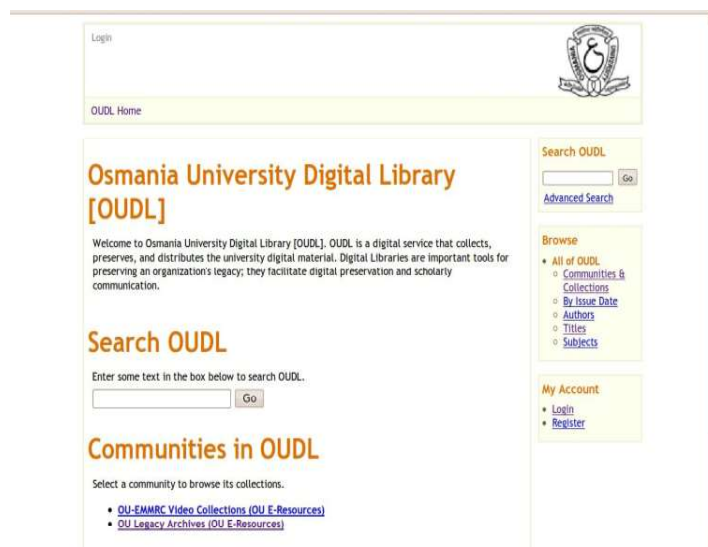 Login
OUDL Home
Osmania University Digital Library
[OUDL]
Welcome to Osmania University Digital Library [OUDL]. OUDL is a digital service that collects,
preserves, and distributes the university digital material. Digital Libraries are important tools for
preserving an organization's legacy; they facilitate digital preservation and scholarly
communication.
Search OUDL
Enter some text in the box below to search OUDL.
Go
Communities in OUDL
Select a community to browse its collections.
OU-EMMRC Video Collections (OU E-Resources)
OU Legacy Archives (OU E-Resources)
Search OUDL
Go
Advanced Search
Browse
All of OUDL
Communities &
Collections
By Issue Date
Authors
Titles
Subjects
My Account
Login
Register